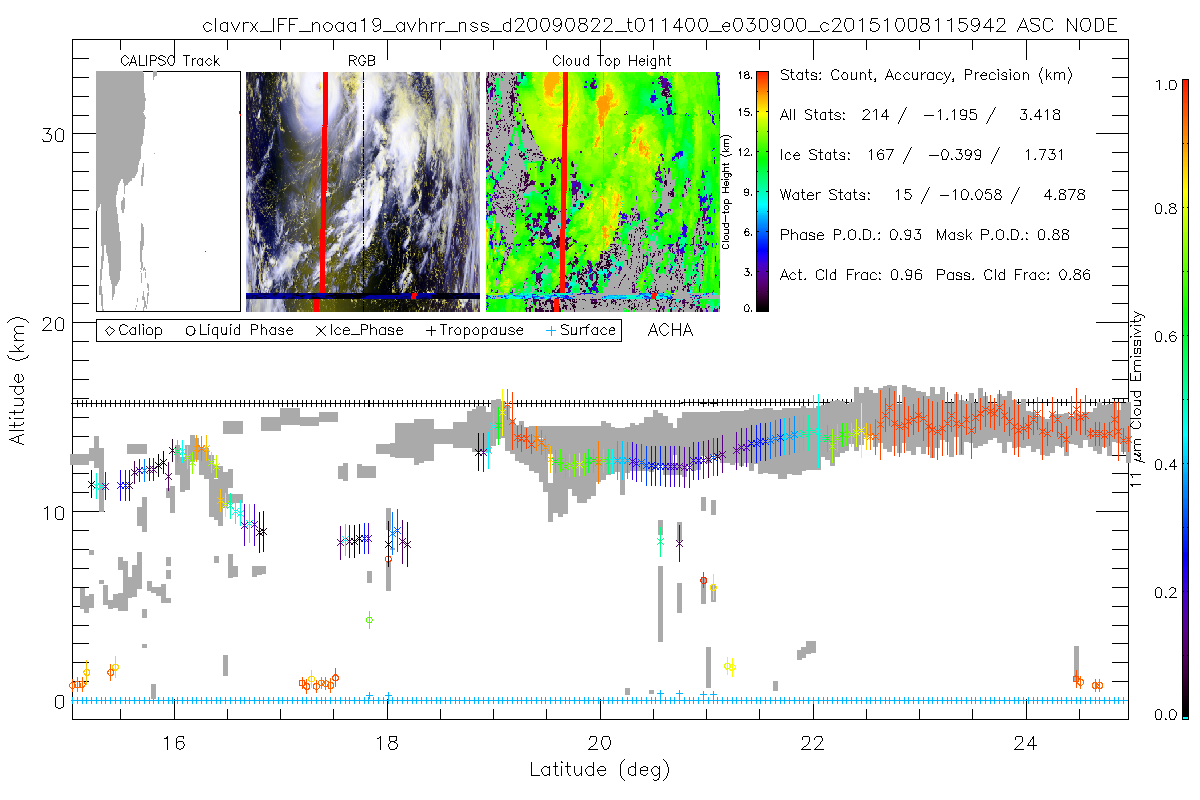 clavrx_IFF_noaa19_avhrr_nss_d20090822_t011400_e030900_c20151008115942 ASC NODE
CALIPSO Track
RGB
Cloud Top Height
Stats: Count, Accuracy, Precision (km)
All Stats: 214 / -1.195 / 3.418
Ice Stats: 167 / -0.399 / 1.731
Water Stats: 15 / -10.058 / 4.878
Phase P.O.D.: 0.93 Mask P.O.D.: 0.88
Act. Cld Frac: 0.96 Pass. Cld Frac: 0.86
18.
15.
12.
9.
6.
3.
0.
Cloud-top Height (km)
Caliop Liquid Phase Ice_Phase Tropopause Surface
ACHA
30
20
10
0
Altitude (km)
16
18
20
22
24
Latitude (deg)
1.0
0.8
0.6
0.4
0.2
0.0
11 μm Cloud Emissivity